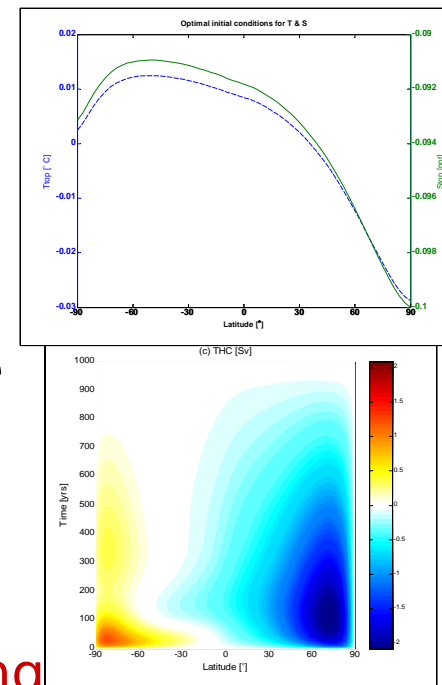 Optimal initial conditions for T & S
0.02 -0.09
0.01 -0.092
0 -0.094
-0.01 -0.096
-0.02 -0.098
-0.03 -0.1
Ttop [° C]
-90 -60 -30 0 30 60 90
Latitude [°]
(c) THC [Sv]
1000
900
800
700
600
500
400
300
200
100
0
Time [yrs]
-90 -30 -30 0 30 60 90
Latitude [°]
2
1.5
1
0.5
0
-0.5
-1
-1.5
-2
ng